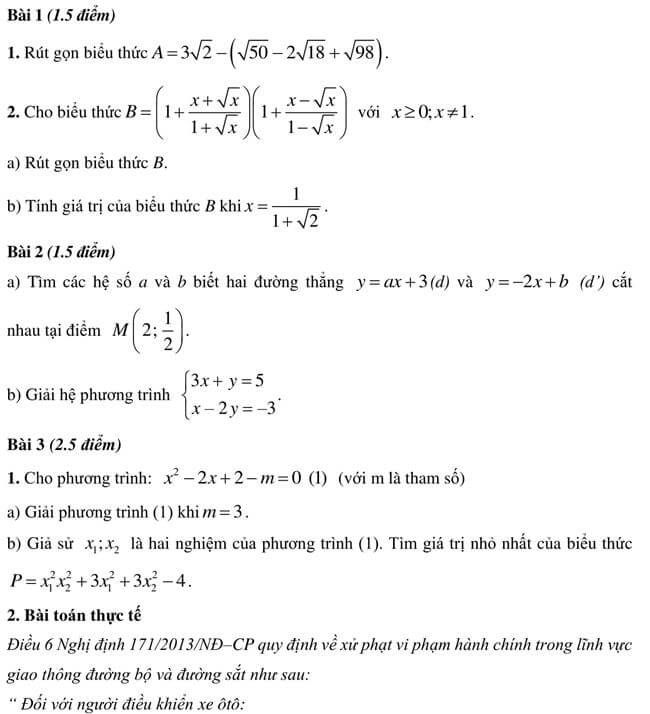 Bài 1 (1.5 điểm)
1. Rút gọn biểu thức A = 3√2 − (√50 − 2√18 + √98).
2. Cho biểu thức B = (1 + (x + √x)/(1 + √x))(1 + (x − √x)/(1 − √x)) với x ≥ 0; x ≠ 1.
a) Rút gọn biểu thức B.
b) Tính giá trị của biểu thức B khi x = 1/(1 + √2).
Bài 2 (1.5 điểm)
a) Tìm các hệ số a và b biết hai đường thẳng y = ax + 3 (d) và y = −2x + b (d’) cắt
nhau tại điểm M(2; 1/2).
b) Giải hệ phương trình {3x + y = 5
x − 2y = −3.
Bài 3 (2.5 điểm)
1. Cho phương trình: x² − 2x + 2 − m = 0 (1) (với m là tham số)
a) Giải phương trình (1) khi m = 3.
b) Giả sử x₁; x₂ là hai nghiệm của phương trình (1). Tìm giá trị nhỏ nhất của biểu thức
P = x₁²x₂² + 3x₁² + 3x₂² − 4.
2. Bài toán thực tế
Điều 6 Nghị định 171/2013/NĐ–CP quy định về xử phạt vi phạm hành chính trong lĩnh vực
giao thông đường bộ và đường sắt như sau:
“ Đối với người điều khiển xe ôtô: